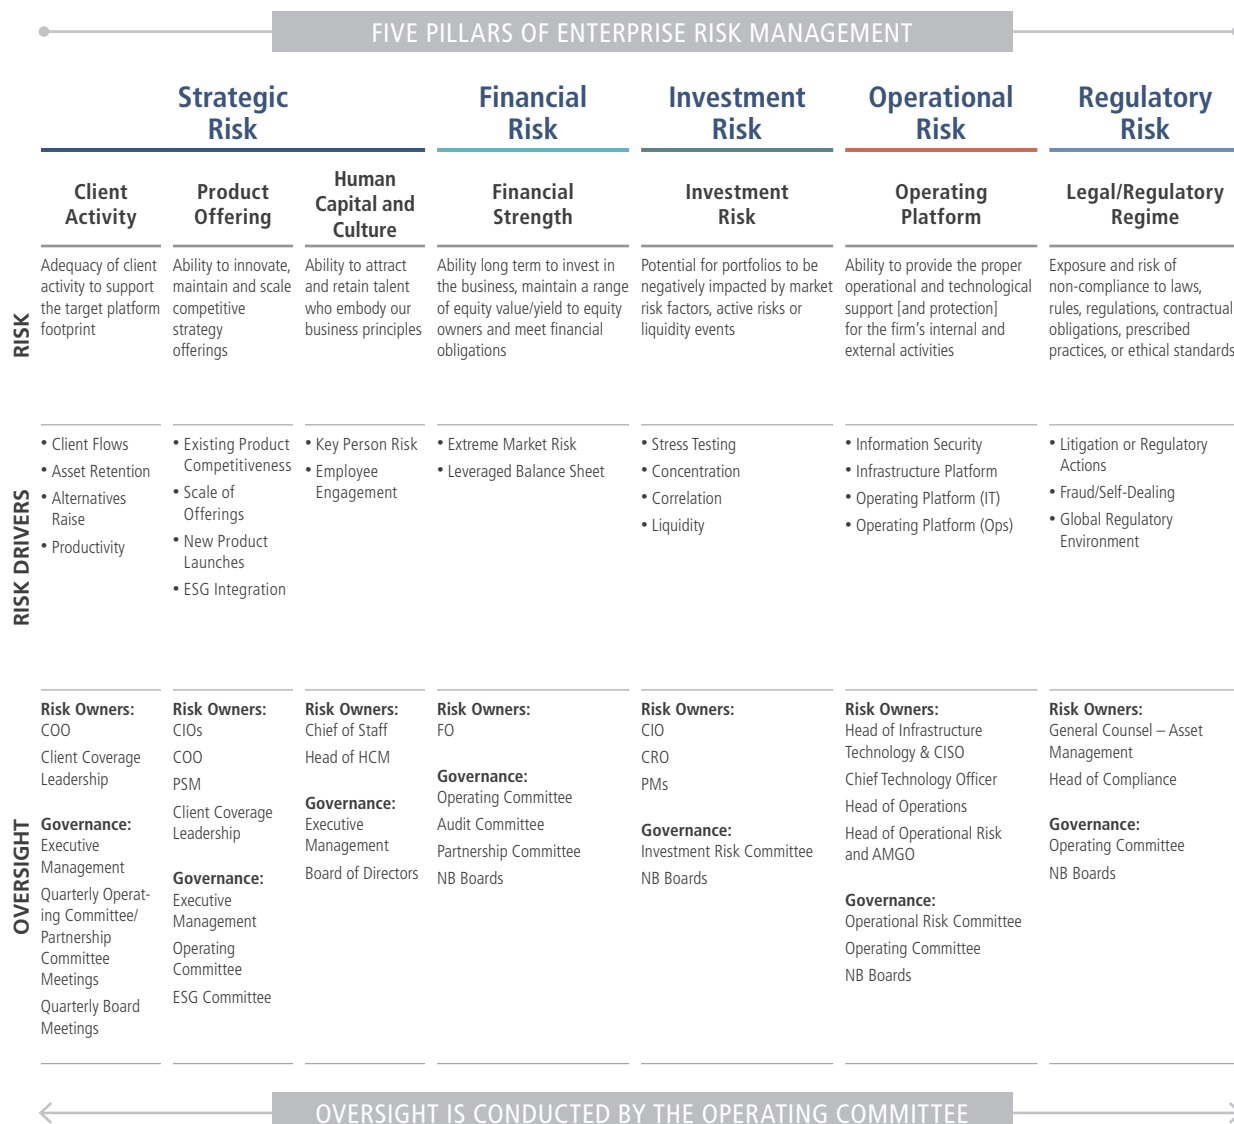 FIVE PILLARS OF ENTERPRISE RISK MANAGEMENT
Strategic
Risk
Financial
Risk
Investment
Risk
Operational
Risk
Regulatory
Risk
Client
Activity
Product
Offering
Human
Capital and
Culture
Financial
Strength
Investment
Risk
Operating
Platform
Legal/Regulatory
Regime
RISK
Adequacy of client
activity to support
the target platform
footprint
Ability to innovate,
maintain and scale
competitive
strategy
offerings
Ability to attract
and retain talent
who embody our
business principles
Ability long term to invest in
the business, maintain a range
of equity value/yield to equity
owners and meet financial
obligations
Potential for portfolios to be
negatively impacted by market
risk factors, active risks or
liquidity events
Ability to provide the proper
operational and technological
support [and protection]
for the firm's internal and
external activities
Exposure and risk of
non-compliance to laws,
rules, regulations, contractual
obligations, prescribed
practices, or ethical standards
RISK DRIVERS
• Client Flows
• Asset Retention
• Alternatives
Raise
• Productivity
• Existing Product
Competitiveness
• Scale of
Offerings
• New Product
Launches
• ESG Integration
• Key Person Risk
• Employee
Engagement
• Extreme Market Risk
• Leveraged Balance Sheet
• Stress Testing
• Concentration
• Correlation
• Liquidity
• Information Security
• Infrastructure Platform
• Operating Platform (IT)
• Operating Platform (Ops)
• Litigation or Regulatory
Actions
• Fraud/Self-Dealing
• Global Regulatory
Environment
OVERSIGHT
Risk Owners:
COO
Client Coverage
Leadership
Governance:
Executive
Management
Quarterly Operat-
ing Committee/
Partnership
Committee
Meetings
Quarterly Board
Meetings
Risk Owners:
CIOs
COO
PSM
Client Coverage
Leadership
Governance:
Executive
Management
Operating
Committee
ESG Committee
Risk Owners:
Chief of Staff
Head of HCM
Governance:
Executive
Management
Board of Directors
Risk Owners:
FO
Governance:
Operating Committee
Audit Committee
Partnership Committee
NB Boards
Risk Owners:
CIO
CRO
PMs
Governance:
Investment Risk Committee
NB Boards
Risk Owners:
Head of Infrastructure
Technology & CISO
Chief Technology Officer
Head of Operations
Head of Operational Risk
and AMGO
Governance:
Operational Risk Committee
Operating Committee
NB Boards
Risk Owners:
General Counsel – Asset
Management
Head of Compliance
Governance:
Operating Committee
NB Boards
OVERSIGHT IS CONDUCTED BY THE OPERATING COMMITTEE